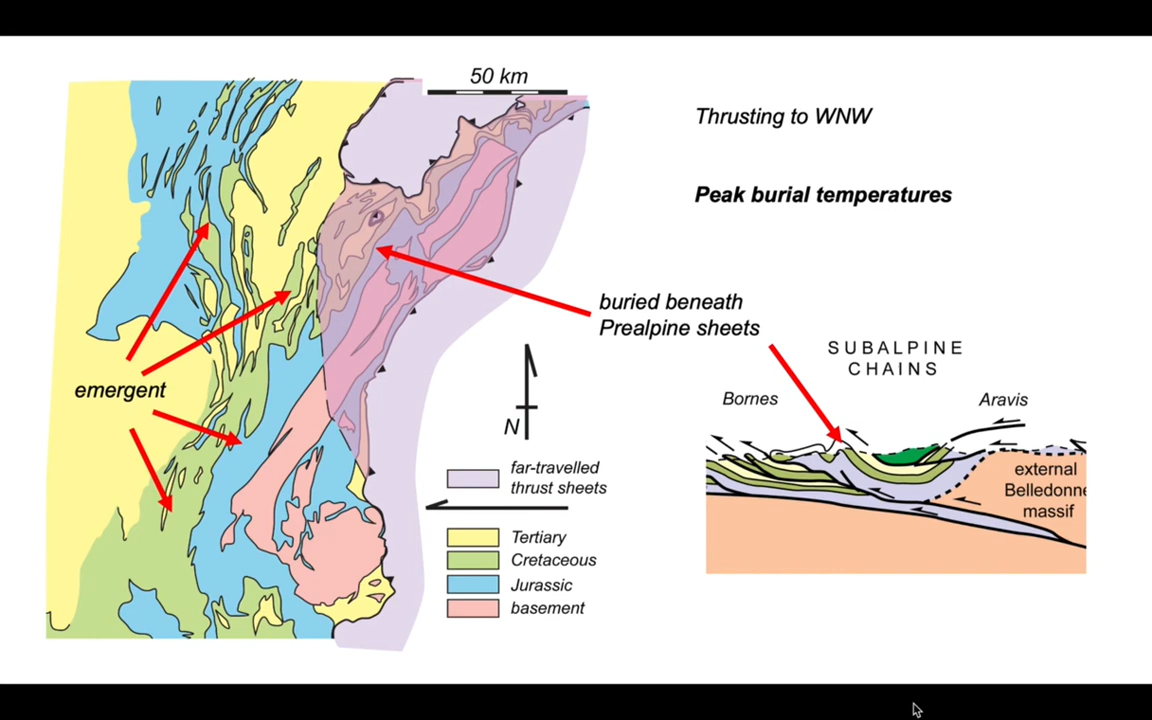 50 km
Thrusting to WNW
Peak burial temperatures
buried beneath
Prealpine sheets
SUBALPINE
CHAINS
emergent
Bornes
Aravis
N
far-travelled
thrust sheets
external
Belledonne
massif
Tertiary
Cretaceous
Jurassic
basement